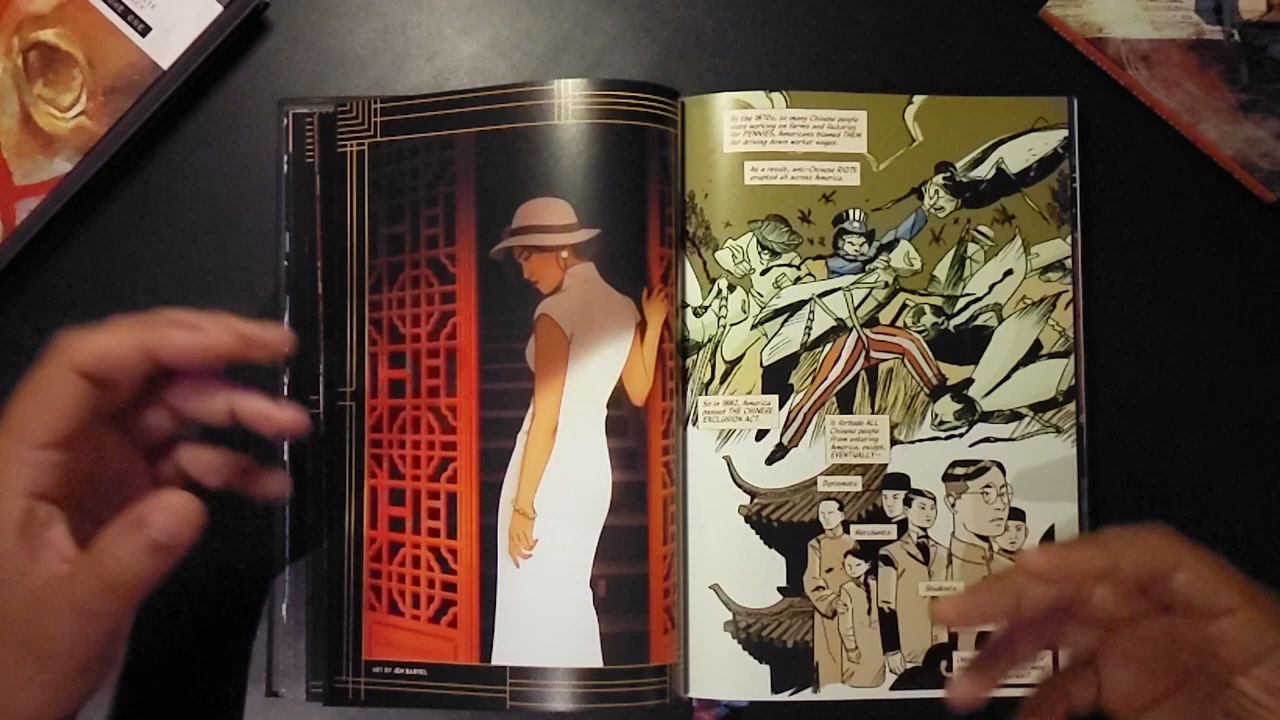 ONE
ART BY JEN BARTEL
By the 1870s, so many Chinese people
were working on farms and factories
for PENNIES, Americans blamed THEM
for driving down worker wages.
As a result, anti-Chinese RIOTS
erupted all across America.
So in 1882, America
passed THE CHINESE
EXCLUSION ACT.
It forbade ALL
Chinese people
from entering
America, except,
EVENTUALLY--
Diplomats
Merchants
Students